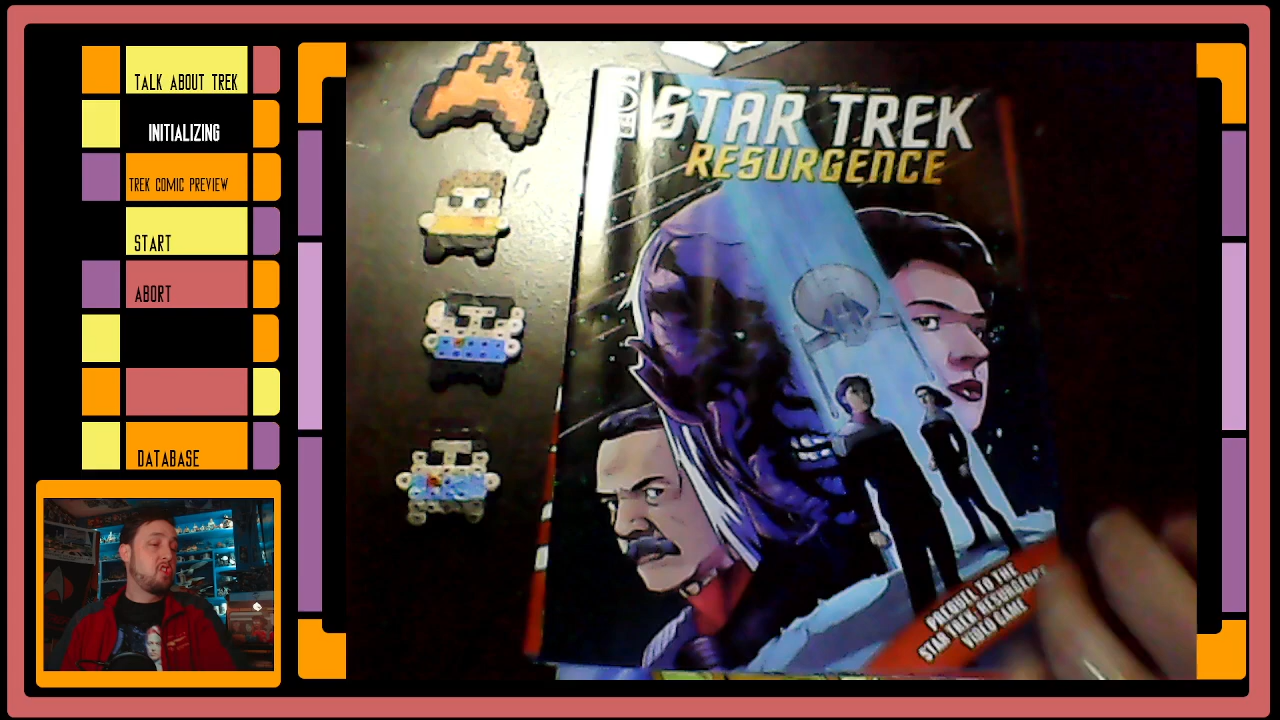 TALK ABOUT TREK
INITIALIZING
TREK COMIC PREVIEW
START
ABORT
DATABASE
STAR TREK
RESURGENCE
PREQUEL TO THE
STAR TREK: RESURGENCE
VIDEO GAME